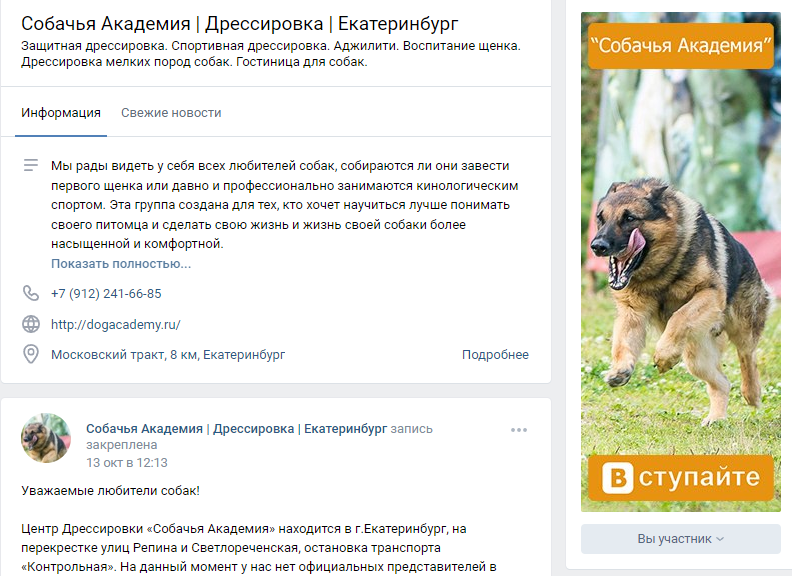 Собачья Академия | Дрессировка | Екатеринбург
Защитная дрессировка. Спортивная дрессировка. Аджилити. Воспитание щенка.
Дрессировка мелких пород собак. Гостиница для собак.
Информация
Свежие новости
Мы рады видеть у себя всех любителей собак, собираются ли они завести
первого щенка или давно и профессионально занимаются кинологическим
спортом. Эта группа создана для тех, кто хочет научиться лучше понимать
своего питомца и сделать свою жизнь и жизнь своей собаки более
насыщенной и комфортной.
Показать полностью...
+7 (912) 241-66-85
http://dogacademy.ru/
Московский тракт, 8 км, Екатеринбург
Подробнее
Собачья Академия | Дрессировка | Екатеринбург запись
закреплена
13 окт в 12:13
Уважаемые любители собак!
Центр Дрессировки «Собачья Академия» находится в г.Екатеринбург, на
перекрестке улиц Репина и Светлореченская, остановка транспорта
«Контрольная». На данный момент у нас нет официальных представителей в
“Собачья Академия”
Вступайте
Вы участник